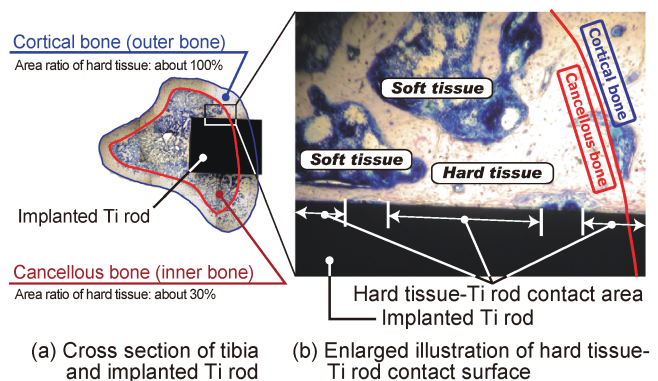 Cortical bone (outer bone)
Area ratio of hard tissue: about 100%
Implanted Ti rod
Cancellous bone (inner bone)
Area ratio of hard tissue: about 30%
Soft tissue
Soft tissue
Hard tissue
Cortical bone
Cancellous bone
Hard tissue-Ti rod contact area
Implanted Ti rod
(a) Cross section of tibia
and implanted Ti rod
(b) Enlarged illustration of hard tissue-
Ti rod contact surface